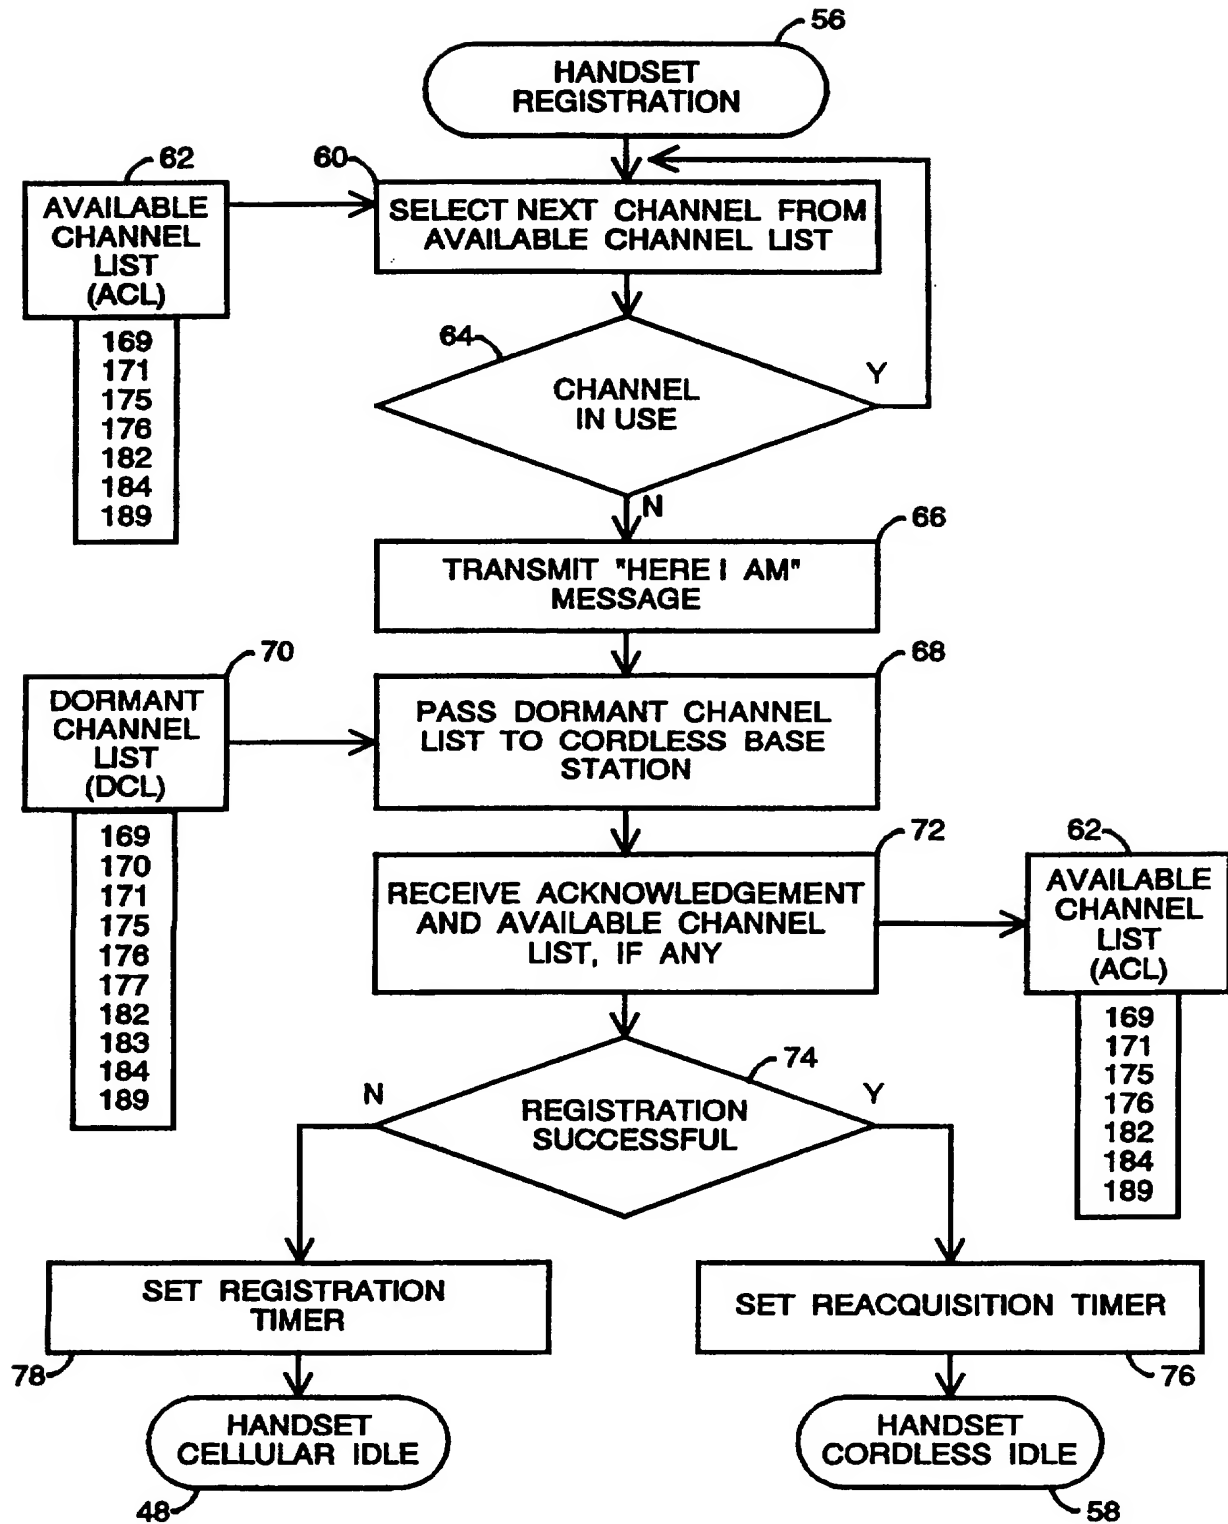 56
HANDSET
REGISTRATION
62
60
AVAILABLE
CHANNEL
LIST
(ACL)
SELECT NEXT CHANNEL FROM
AVAILABLE CHANNEL LIST
169
171
175
176
182
184
189
64
CHANNEL
IN USE
Y
N
66
TRANSMIT "HERE I AM"
MESSAGE
70
68
DORMANT
CHANNEL
LIST
(DCL)
PASS DORMANT CHANNEL
LIST TO CORDLESS BASE
STATION
169
170
171
175
176
177
182
183
184
189
72
62
RECEIVE ACKNOWLEDGEMENT
AND AVAILABLE CHANNEL
LIST, IF ANY
AVAILABLE
CHANNEL
LIST
(ACL)
169
171
175
176
182
184
189
74
N
Y
REGISTRATION
SUCCESSFUL
SET REGISTRATION
TIMER
SET REACQUISITION TIMER
78
76
HANDSET
CELLULAR IDLE
HANDSET
CORDLESS IDLE
48
58